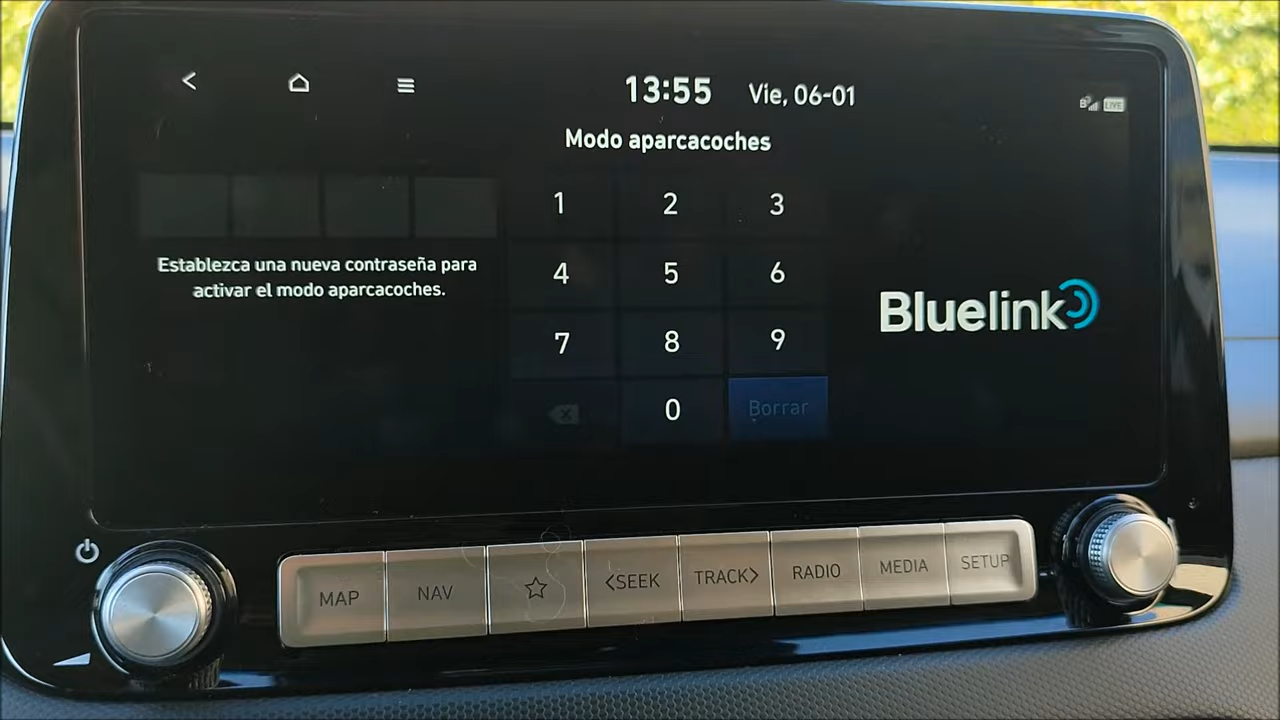 13:55 Vie, 06-01
LIVE
Modo aparcacoches
1 2 3
Establezca una nueva contraseña para
activar el modo aparcacoches.
4 5 6
Bluelink
7 8 9
0 Borrar
MAP NAV <SEEK TRACK> RADIO MEDIA SETUP